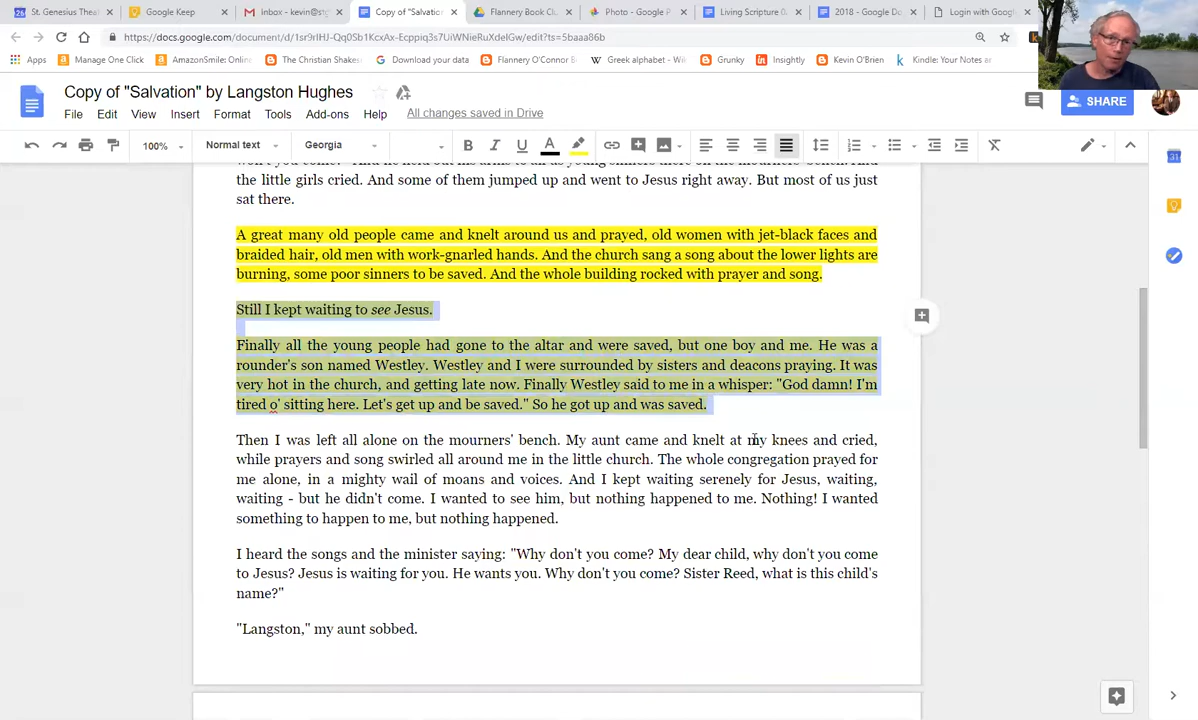 St. Genesius Theat
Google Keep
Inbox - kevin@stg
Copy of "Salvatio
Flannery Book Clu
Photo - Google P
Living Scripture 0
2018 - Google Do
Login with Googl
https://docs.google.com/document/d/
edit?ts=5baaa86b
Apps
Manage One Click
AmazonSmile: Onlin
The Christian Shakes
Download your data
Flannery O'Connor B
Greek alphabet - Wi
Grunky
Insightly
Kevin O'Brien
Kindle: Your Notes a
Copy of "Salvation" by Langston Hughes
File Edit View Insert Format Tools Add-ons Help All changes saved in Drive
SHARE
100% Normal text Georgia B I U A
the little girls cried. And some of them jumped up and went to Jesus right away. But most of us just
sat there.
A great many old people came and knelt around us and prayed, old women with jet-black faces and
braided hair, old men with work-gnarled hands. And the church sang a song about the lower lights are
burning, some poor sinners to be saved. And the whole building rocked with prayer and song.
Still I kept waiting to see Jesus.
Finally all the young people had gone to the altar and were saved, but one boy and me. He was a
rounder's son named Westley. Westley and I were surrounded by sisters and deacons praying. It was
very hot in the church, and getting late now. Finally Westley said to me in a whisper: "God damn! I'm
tired o' sitting here. Let's get up and be saved." So he got up and was saved.
Then I was left all alone on the mourners' bench. My aunt came and knelt at my knees and cried,
while prayers and song swirled all around me in the little church. The whole congregation prayed for
me alone, in a mighty wail of moans and voices. And I kept waiting serenely for Jesus, waiting,
waiting - but he didn't come. I wanted to see him, but nothing happened to me. Nothing! I wanted
something to happen to me, but nothing happened.
I heard the songs and the minister saying: "Why don't you come? My dear child, why don't you come
to Jesus? Jesus is waiting for you. He wants you. Why don't you come? Sister Reed, what is this child's
name?"
"Langston," my aunt sobbed.